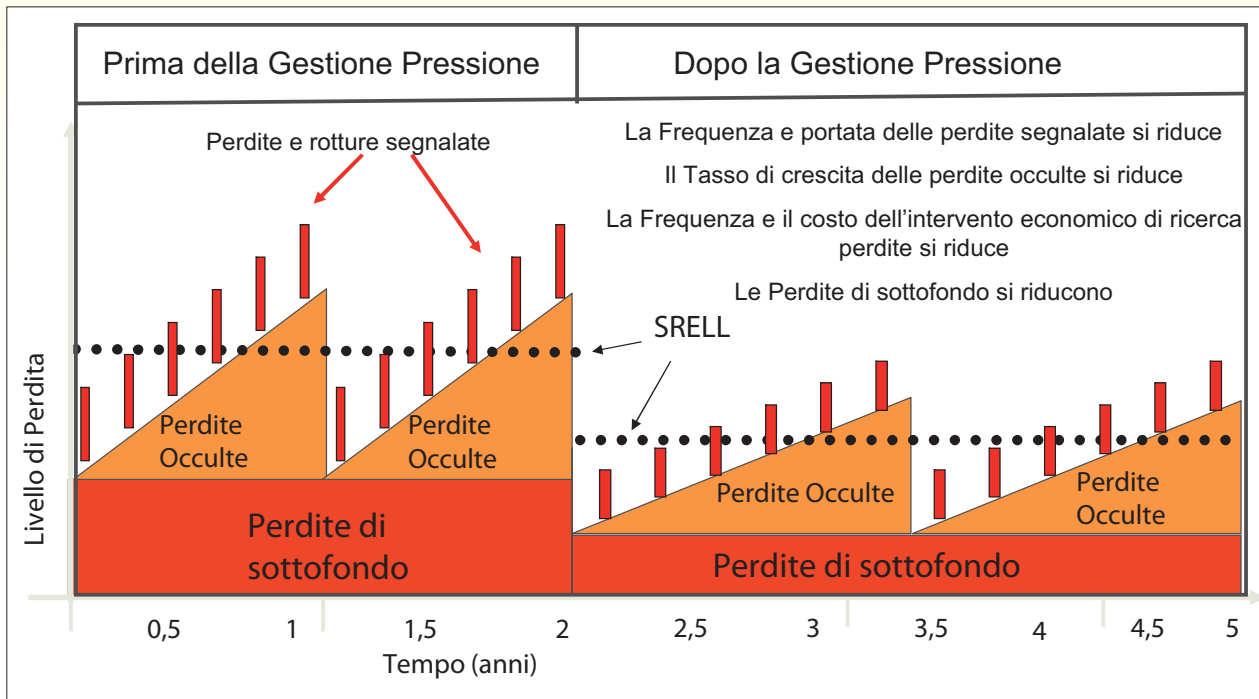 Prima della Gestione Pressione
Dopo la Gestione Pressione
Perdite e rotture segnalate
La Frequenza e portata delle perdite segnalate si riduce
Il Tasso di crescita delle perdite occulte si riduce
La Frequenza e il costo dell'intervento economico di ricerca
perdite si riduce
Le Perdite di sottofondo si riducono
SRELL
Livello di Perdita
Perdite
Occulte
Perdite
Occulte
Perdite Occulte
Perdite
Occulte
Perdite di
sottofondo
Perdite di sottofondo
0,5 1 1,5 2 2,5 3 3,5 4 4,5 5
Tempo (anni)